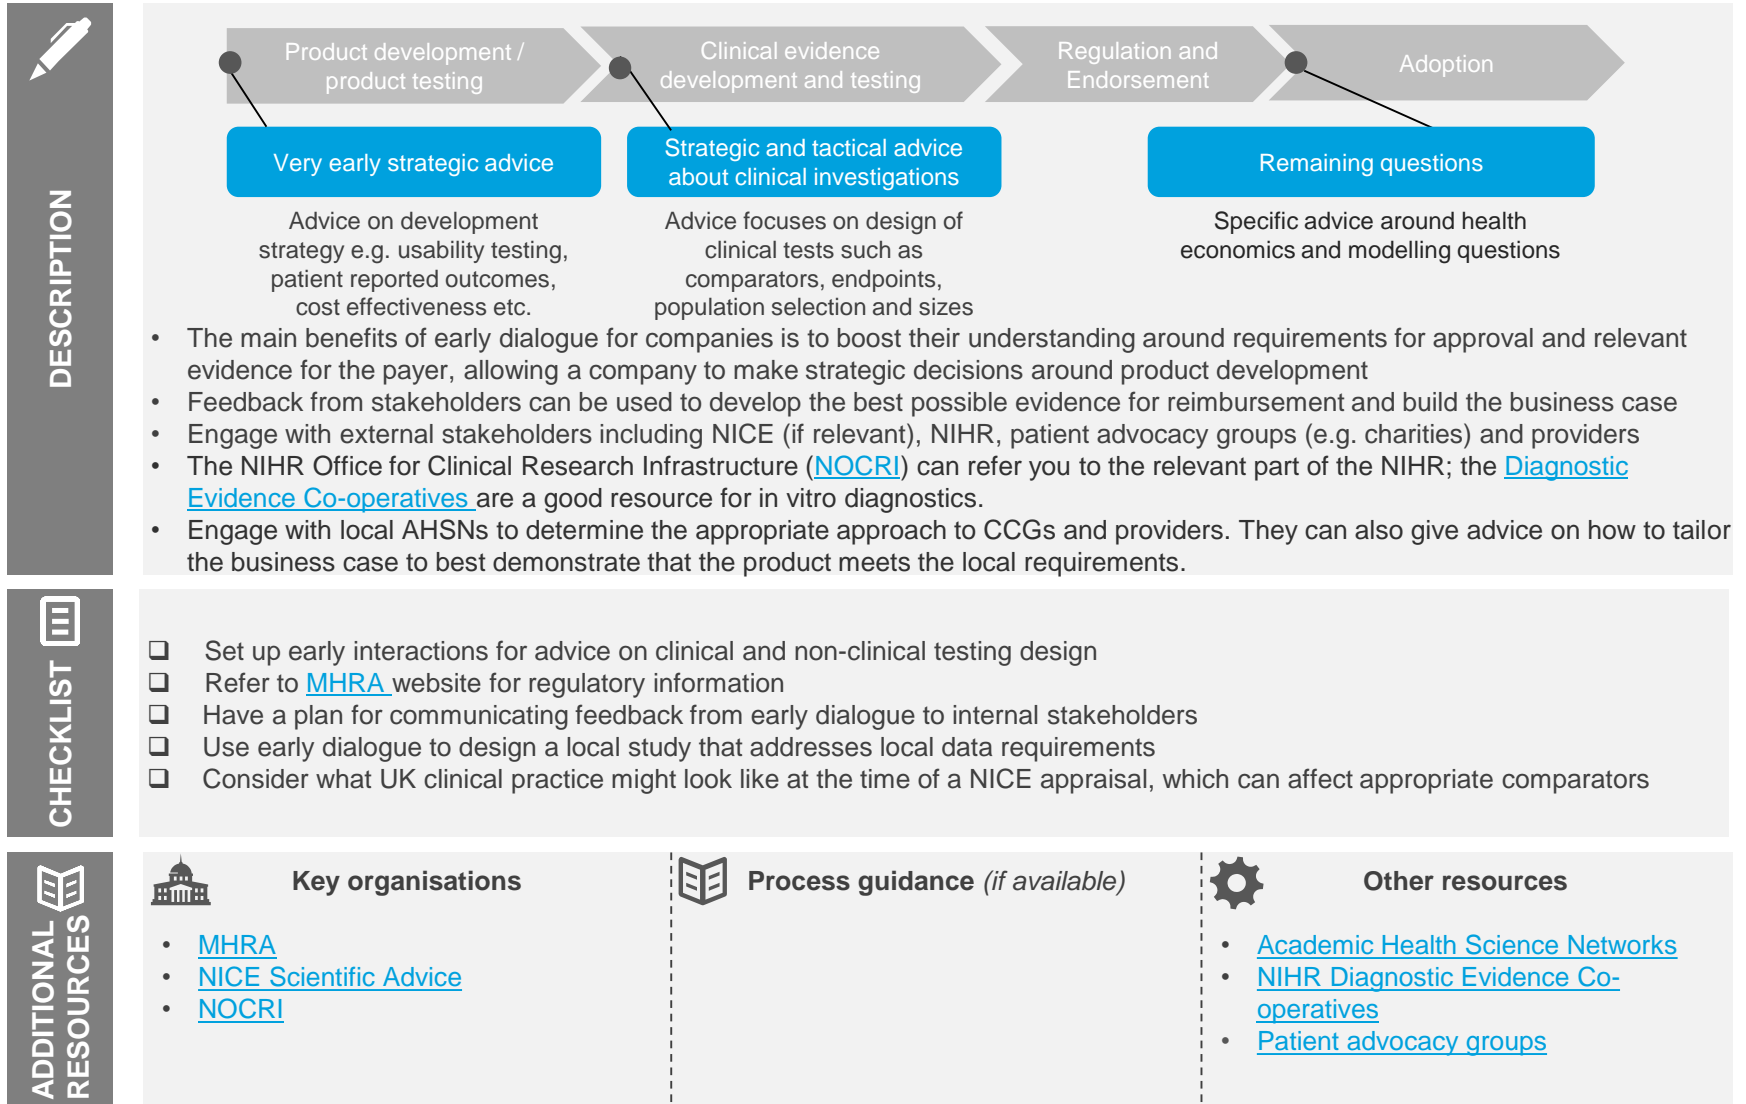 Product development /
product testing
Clinical evidence
development and testing
Regulation and
Endorsement
Adoption
Very early strategic advice
Strategic and tactical advice
about clinical investigations
Remaining questions
Advice on development
strategy e.g. usability testing,
patient reported outcomes,
cost effectiveness etc.
Advice focuses on design of
clinical tests such as
comparators, endpoints,
population selection and sizes
Specific advice around health
economics and modelling questions
DESCRIPTION
• The main benefits of early dialogue for companies is to boost their understanding around requirements for approval and relevant
evidence for the payer, allowing a company to make strategic decisions around product development
• Feedback from stakeholders can be used to develop the best possible evidence for reimbursement and build the business case
• Engage with external stakeholders including NICE (if relevant), NIHR, patient advocacy groups (e.g. charities) and providers
• The NIHR Office for Clinical Research Infrastructure (NOCRI) can refer you to the relevant part of the NIHR; the Diagnostic
Evidence Co-operatives are a good resource for in vitro diagnostics.
• Engage with local AHSNs to determine the appropriate approach to CCGs and providers. They can also give advice on how to tailor
the business case to best demonstrate that the product meets the local requirements.
CHECKLIST
❑ Set up early interactions for advice on clinical and non-clinical testing design
❑ Refer to MHRA website for regulatory information
❑ Have a plan for communicating feedback from early dialogue to internal stakeholders
❑ Use early dialogue to design a local study that addresses local data requirements
❑ Consider what UK clinical practice might look like at the time of a NICE appraisal, which can affect appropriate comparators
ADDITIONAL
RESOURCES
Key organisations
• MHRA
• NICE Scientific Advice
• NOCRI
Process guidance (if available)
Other resources
• Academic Health Science Networks
• NIHR Diagnostic Evidence Co-
operatives
• Patient advocacy groups